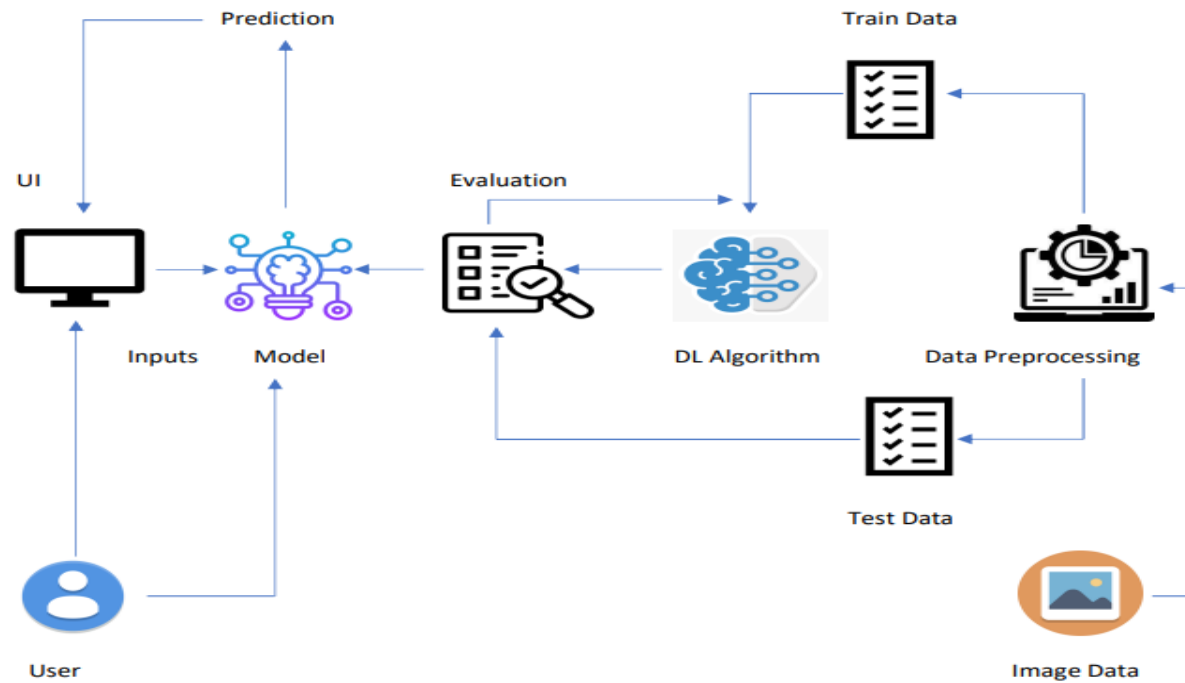 Prediction
Train Data
UI
Evaluation
Inputs
Model
DL Algorithm
Data Preprocessing
Test Data
User
Image Data